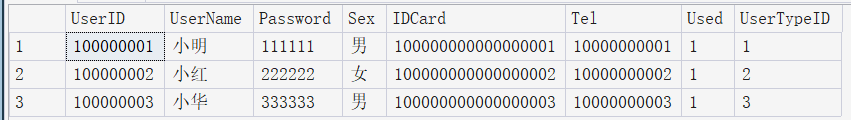 UserID UserName Password Sex IDCard Tel Used UserTypeID
1 100000001 小明 111111 男 100000000000000001 10000000001 1 1
2 100000002 小红 222222 女 100000000000000002 10000000002 1 2
3 100000003 小华 333333 男 100000000000000003 10000000003 1 3